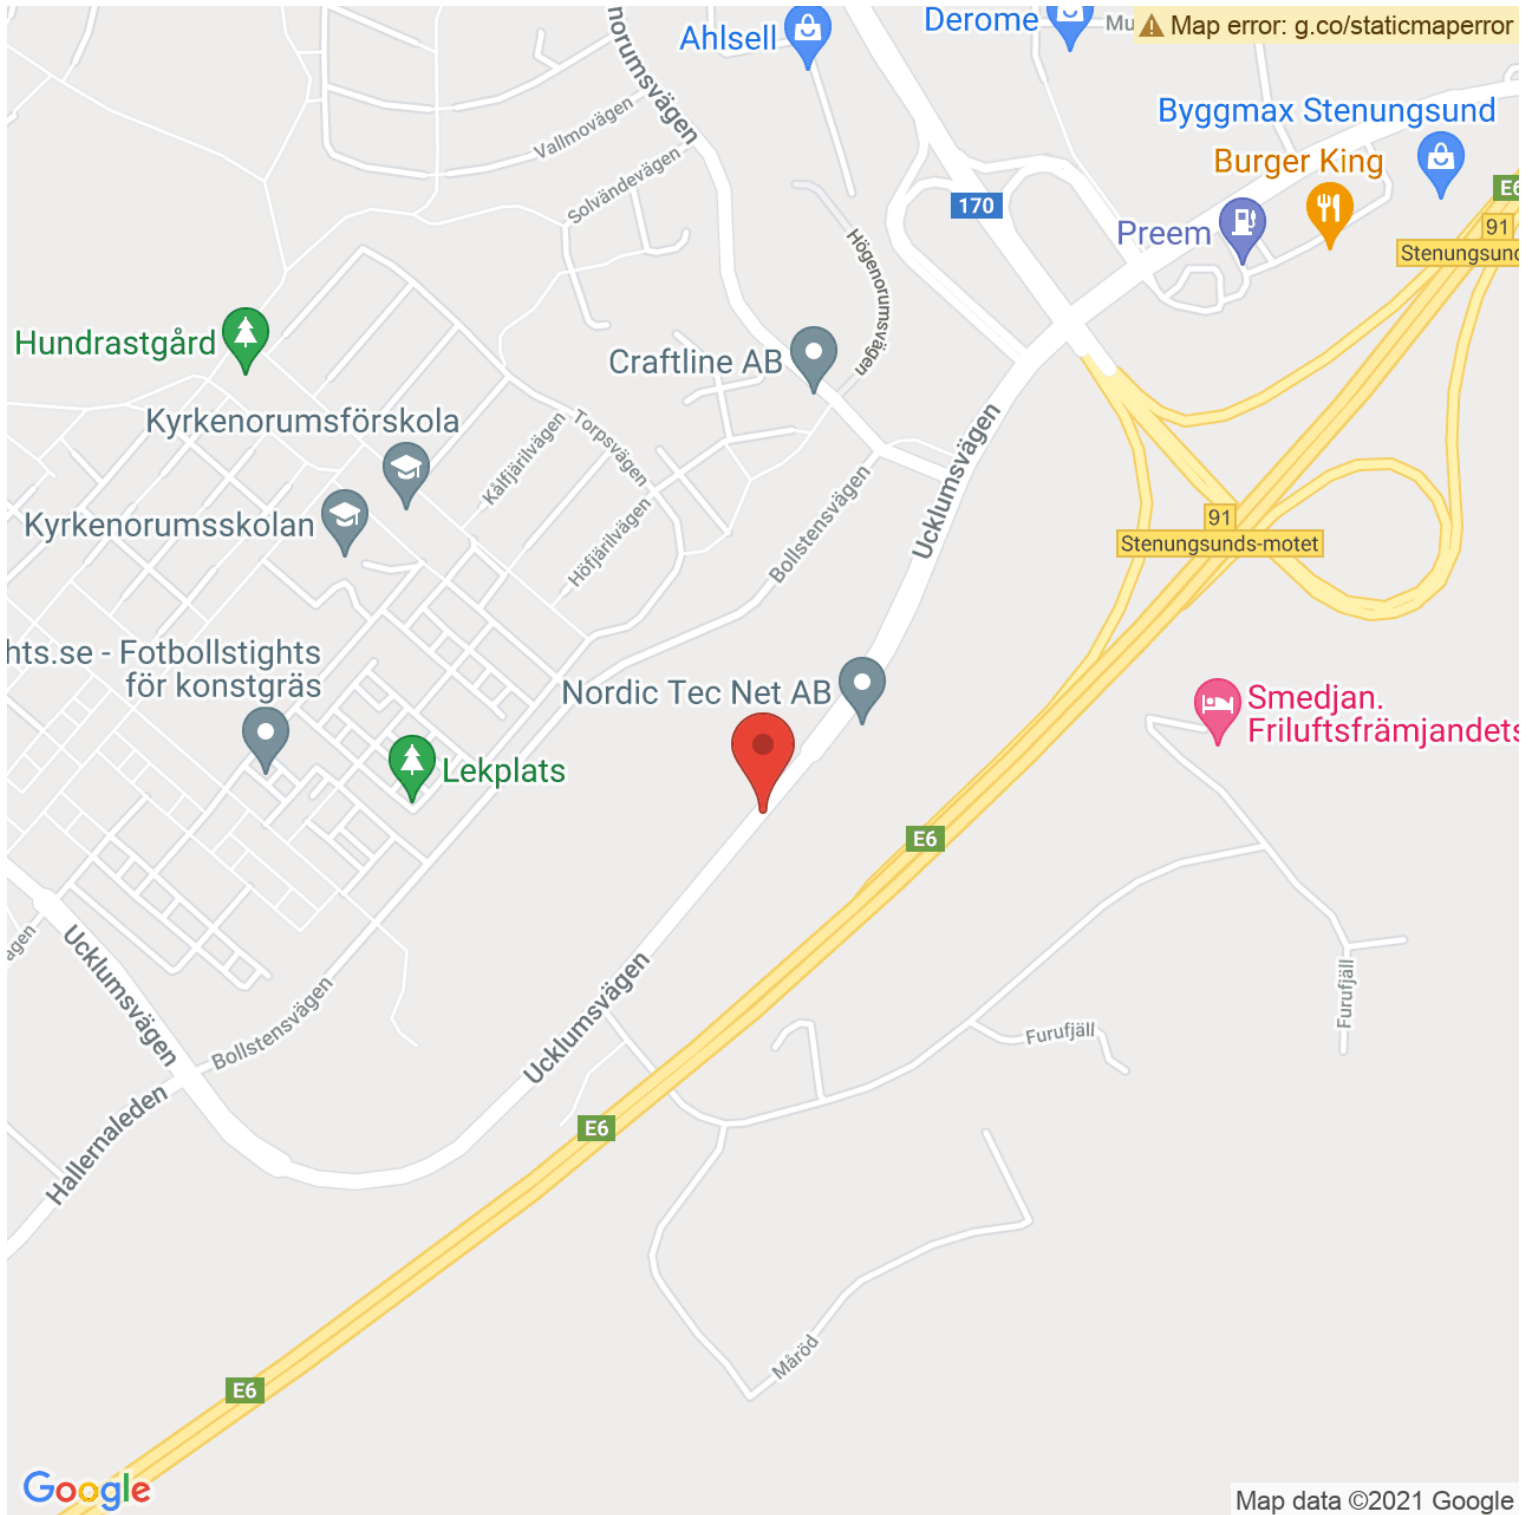 Ahlsell
Derome
Mu
Map error: g.co/staticmaperror
norumsvägen
Byggmax Stenungsund
Vallmovägen
Burger King
Solvändevägen
E6
170
91
Preem
Stenungsund
Högenorumsvägen
Hundrastgård
Craftline AB
Kyrkenorumsförskola
Kålfjärilvägen
Torpsvägen
Ucklumsvägen
Kyrkenorumsskolan
Höfjärilvägen
Bollstensvägen
91
Stenungsunds-motet
hts.se - Fotbollstights
för konstgräs
Nordic Tec Net AB
Smedjan.
Friluftsfrämjandets
Lekplats
E6
agen
Ucklumsvägen
Bollstensvägen
Ucklumsvägen
Furufjäll
Furufjäll
Hallernaleden
E6
Måröd
E6
Google
Map data ©2021 Google